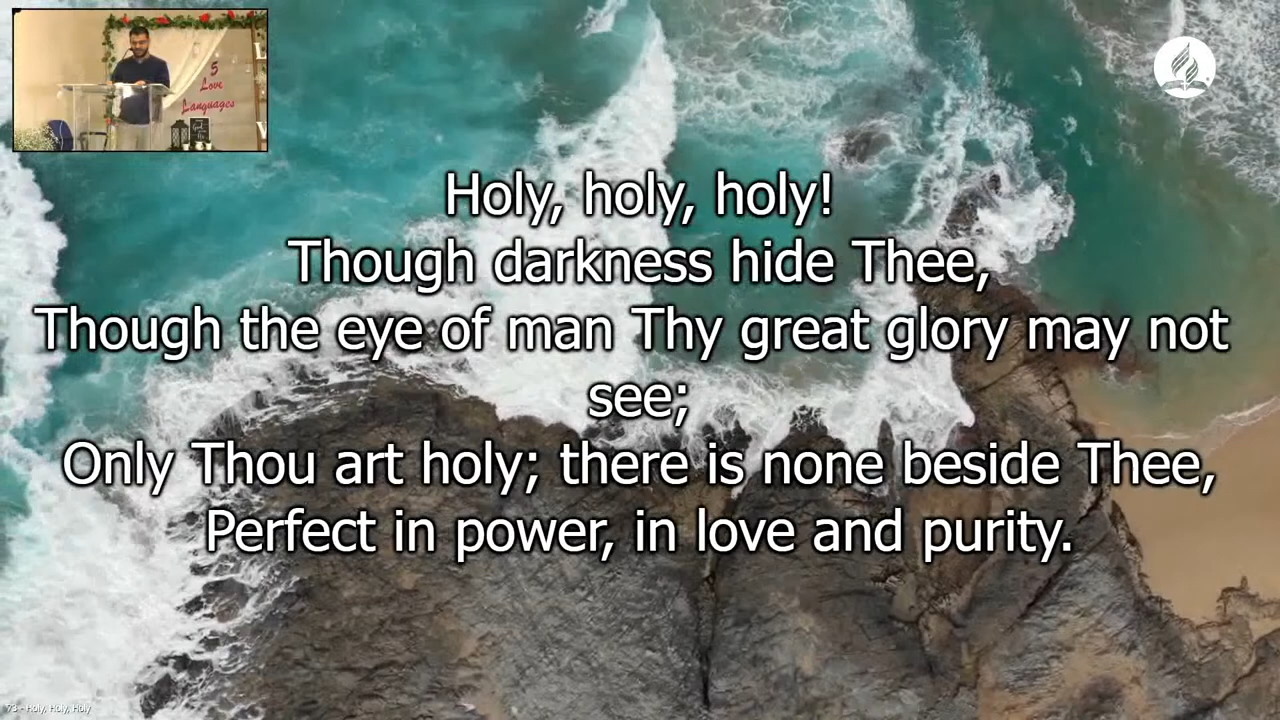 5
Love
Languages
Holy, holy, holy!
Though darkness hide Thee,
Though the eye of man Thy great glory may not
see;
Only Thou art holy; there is none beside Thee,
Perfect in power, in love and purity.
73 - Holy, Holy, Holy